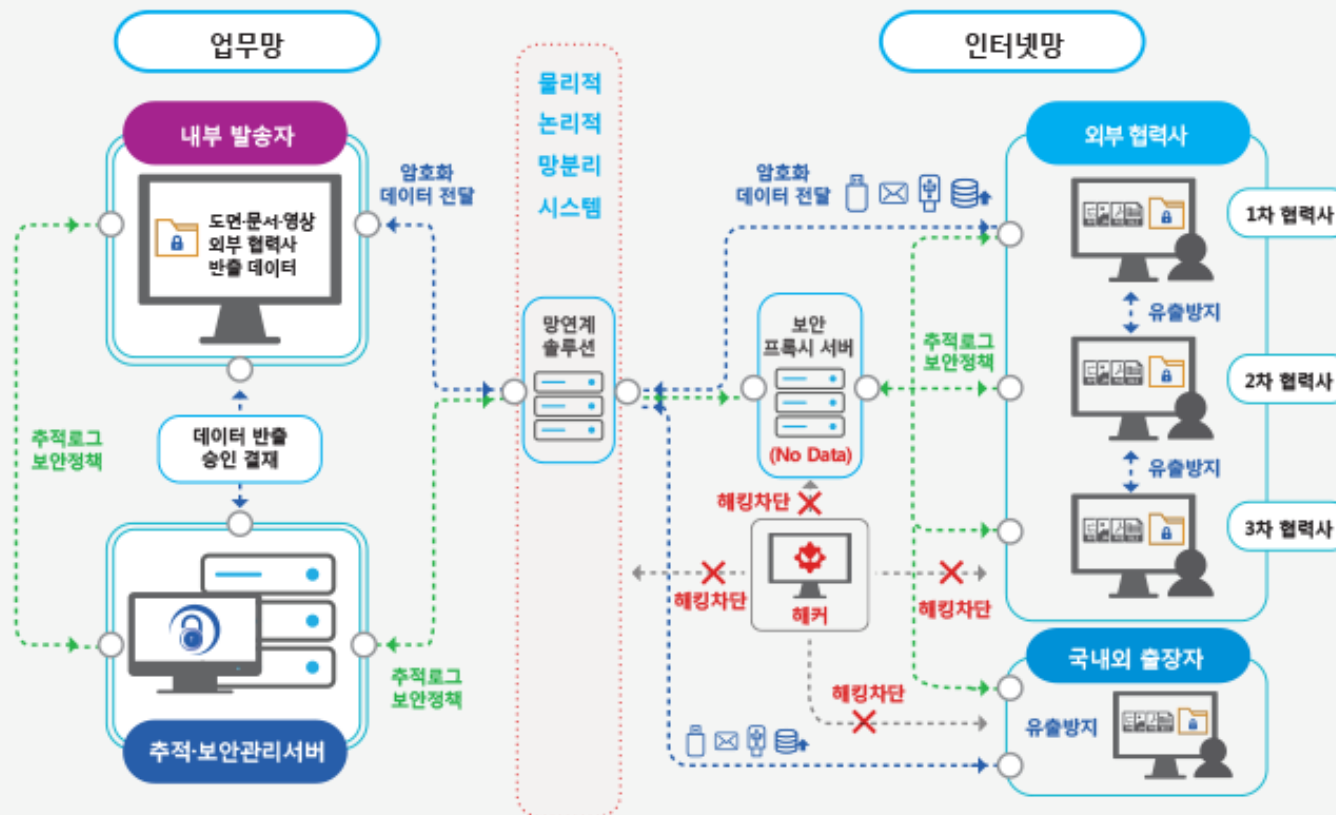 업무망
인터넷망
내부 발송자
도면·문서·영상
외부 협력사
반출 데이터
암호화
데이터 전달
추적로그
보안정책
데이터 반출
승인 결재
추적로그
보안정책
추적·보안관리서버
물리적
논리적
망분리
시스템
망연계
솔루션
암호화
데이터 전달
보안
프록시 서버
(No Data)
해킹차단
해킹차단
해커
해킹차단
해킹차단
추적로그
보안정책
외부 협력사
1차 협력사
유출방지
2차 협력사
유출방지
3차 협력사
국내외 출장자
유출방지